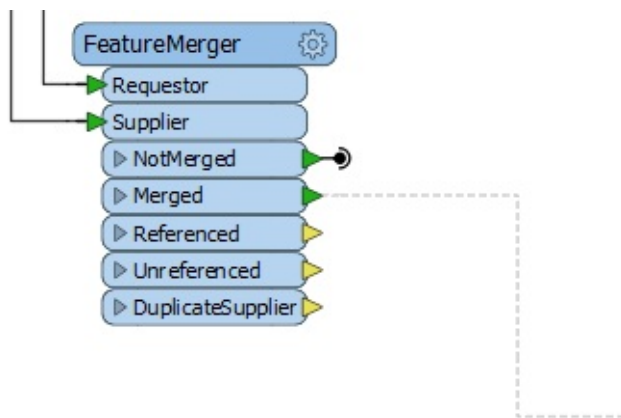 FeatureMerger
Requestor
Supplier
NotMerged
Merged
Referenced
Unreferenced
DuplicateSupplier